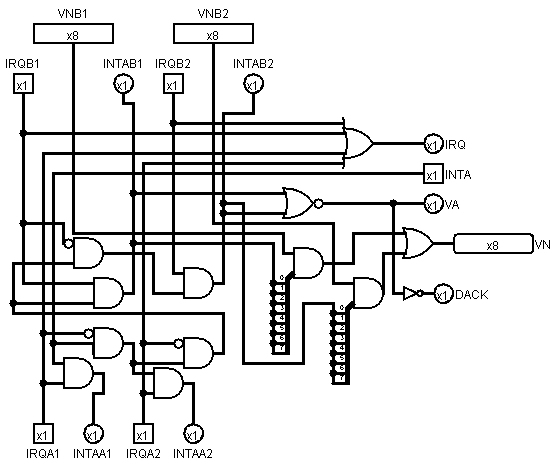 VNB1 VNB2
x8 x8
IRQB1 INTAB1 IRQB2 INTAB2
x1 x1 x1 x1
x1 IRQ
x1 INTA
x1 VA
x8 VN
0
1
2
3
4
5
6
7
x1 DACK
0
1
2
3
4
5
6
7
x1 x1 x1 x1
IRQA1 INTAA1 IRQA2 INTAA2